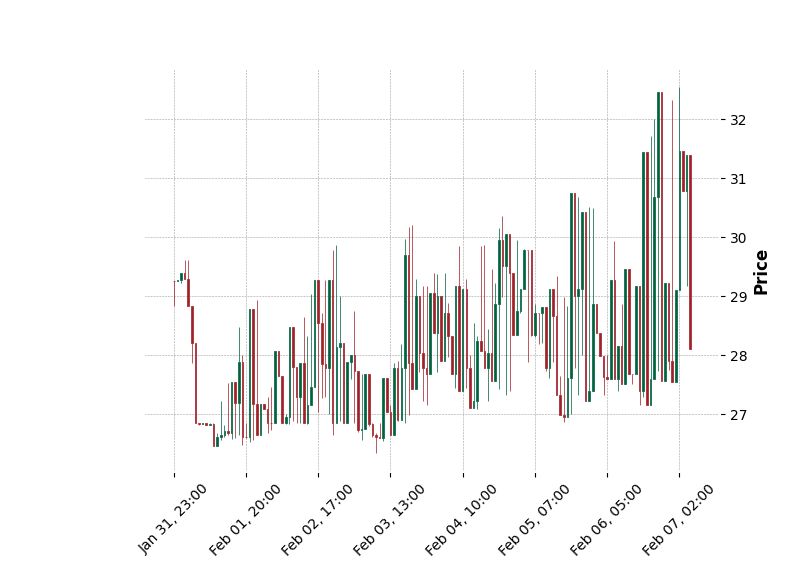 32
31
30
29
28
27
Price
Jan 31, 23:00
Feb 01, 20:00
Feb 02, 17:00
Feb 03, 13:00
Feb 04, 10:00
Feb 05, 07:00
Feb 06, 05:00
Feb 07, 02:00